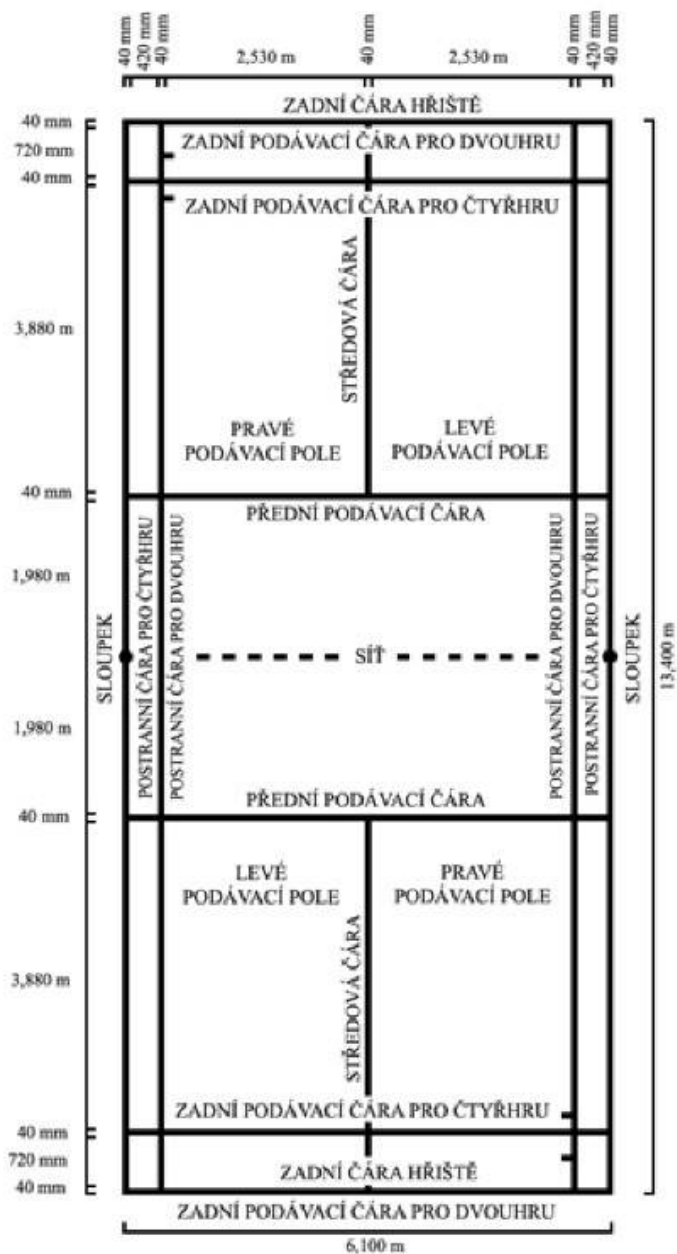 40 mm
420 mm
40 mm
2,530 m
40 mm
2,530 m
40 mm
420 mm
40 mm
ZADNÍ ČÁRA HŘIŠTĚ
40 mm
ZADNÍ PODÁVACÍ ČÁRA PRO DVOUHRU
720 mm
40 mm
ZADNÍ PODÁVACÍ ČÁRA PRO ČTYŘHRU
STŘEDOVÁ ČÁRA
3,880 m
PRAVÉ
PODÁVACÍ POLE
LEVÉ
PODÁVACÍ POLE
40 mm
PŘEDNÍ PODÁVACÍ ČÁRA
1,980 m
SLOUPEK
POSTRANNÍ ČÁRA PRO ČTYŘHRU
POSTRANNÍ ČÁRA PRO DVOUHRU
SÍŤ
POSTRANNÍ ČÁRA PRO DVOUHRU
POSTRANNÍ ČÁRA PRO ČTYŘHRU
SLOUPEK
13,400 m
1,980 m
PŘEDNÍ PODÁVACÍ ČÁRA
40 mm
LEVÉ
PODÁVACÍ POLE
PRAVÉ
PODÁVACÍ POLE
STŘEDOVÁ ČÁRA
3,880 m
ZADNÍ PODÁVACÍ ČÁRA PRO ČTYŘHRU
40 mm
720 mm
ZADNÍ ČÁRA HŘIŠTĚ
40 mm
ZADNÍ PODÁVACÍ ČÁRA PRO DVOUHRU
6,100 m